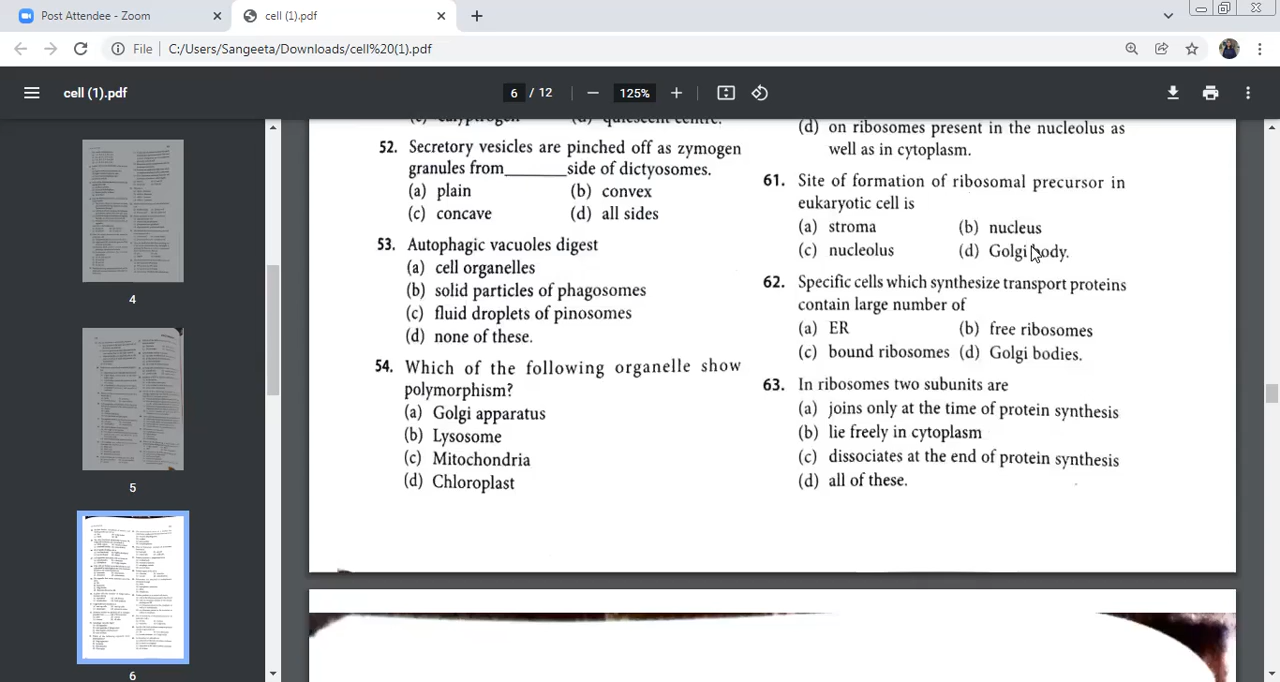 Post Attendee - Zoom
cell (1).pdf
File
C:/Users/Sangeeta/Downloads/cell%20(1).pdf
cell (1).pdf
6 / 12
125%
4
5
6
(c) calyptrogen (d) quiescent centre.
52. Secretory vesicles are pinched off as zymogen
granules from______side of dictyosomes.
(a) plain (b) convex
(c) concave (d) all sides
53. Autophagic vacuoles digest
(a) cell organelles
(b) solid particles of phagosomes
(c) fluid droplets of pinosomes
(d) none of these.
54. Which of the following organelle show
polymorphism?
(a) Golgi apparatus
(b) Lysosome
(c) Mitochondria
(d) Chloroplast
(d) on ribosomes present in the nucleolus as
well as in cytoplasm.
61. Site of formation of ribosomal precursor in
eukaryotic cell is
(a) stroma (b) nucleus
(c) nucleolus (d) Golgi body.
62. Specific cells which synthesize transport proteins
contain large number of
(a) ER (b) free ribosomes
(c) bound ribosomes (d) Golgi bodies.
63. In ribosomes two subunits are
(a) joins only at the time of protein synthesis
(b) lie freely in cytoplasm
(c) dissociates at the end of protein synthesis
(d) all of these.